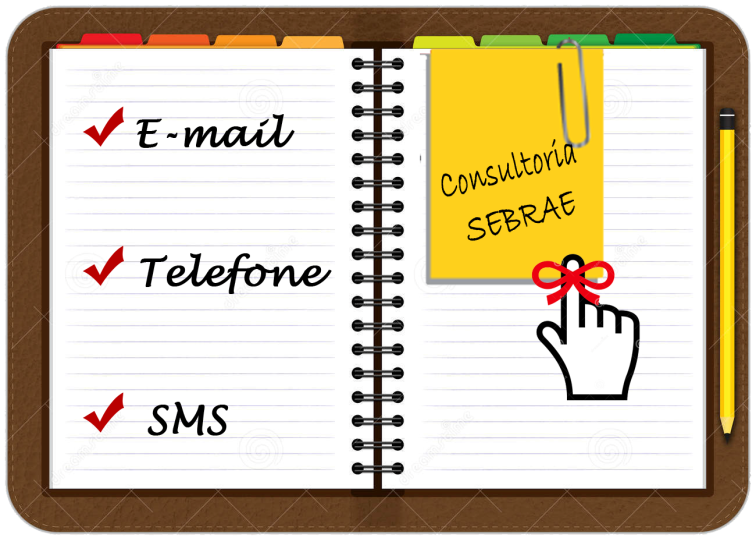 E-mail
Telefone
SMS
Consultoria
SEBRAE